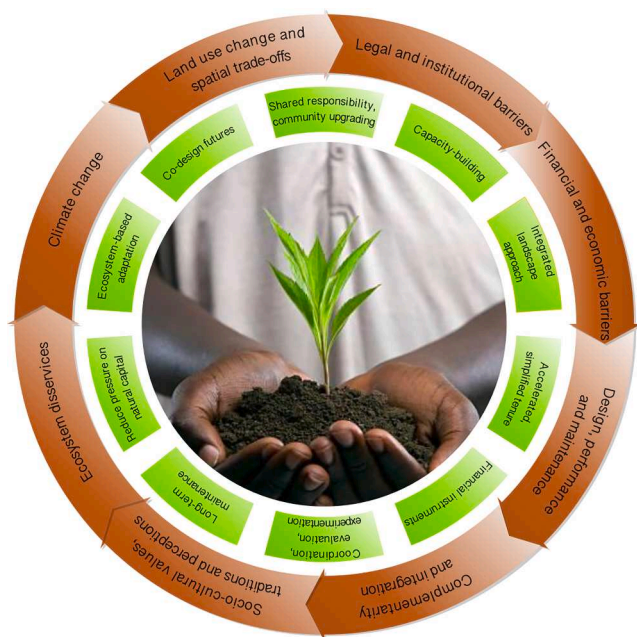 Land use change and
spatial trade-offs
Legal and institutional barriers
Financial and economic barriers
Design, performance
and maintenance
Complementarity
and integration
Socio-cultural values,
traditions and perceptions
Ecosystem disservices
Climate change
Shared responsibility,
community upgrading
Capacity-building
Integrated
landscape
approach
Accelerated,
simplified tenure
Financial instruments
Coordination,
evaluation,
experimentation
Long-term
maintenance
Reduce pressure on
natural capital
Ecosystem-based
adaptation
Co-design futures